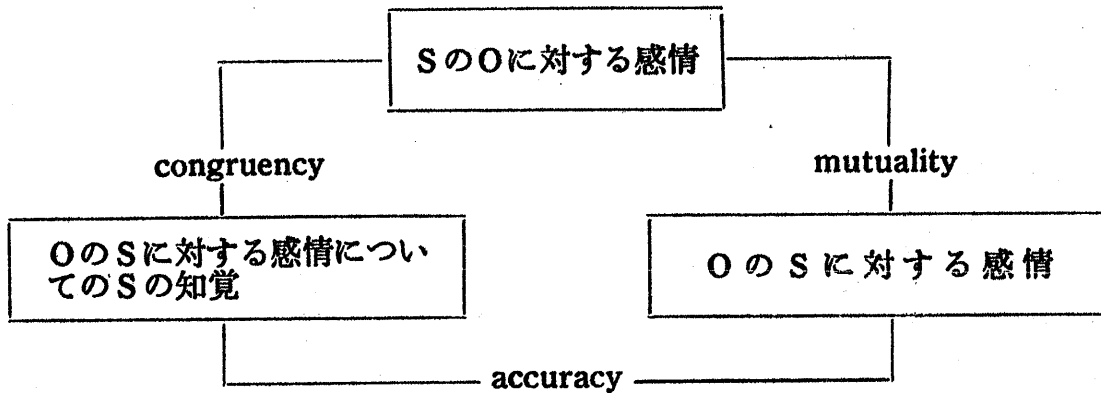 SのOに対する感情
congruency
mutuality
OのSに対する感情につい
てのSの知覚
OのSに対する感情
accuracy